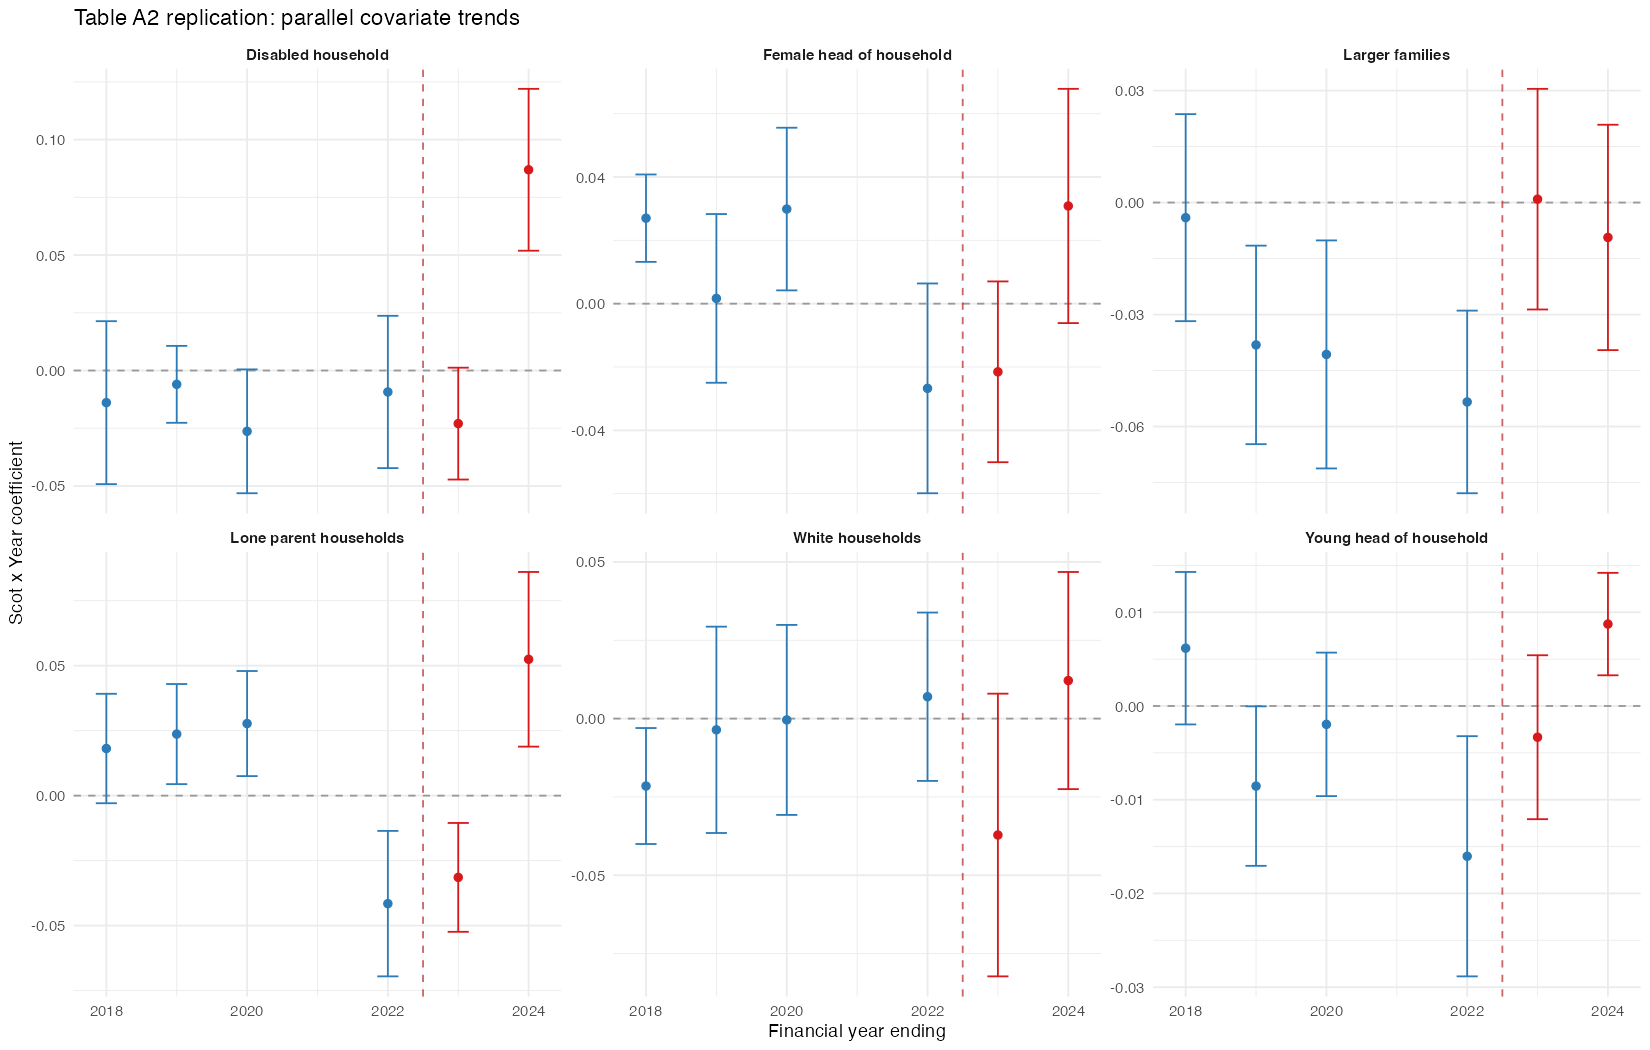 Table A2 replication: parallel covariate trends
Disabled household
Female head of household
Larger families
0.10
0.05
0.00
-0.05
0.04
0.00
-0.04
0.03
0.00
-0.03
-0.06
Scot x Year coefficient
Lone parent households
White households
Young head of household
0.05
0.00
-0.05
0.05
0.00
-0.05
0.01
0.00
-0.01
-0.02
-0.03
2018 2020 2022 2024
2018 2020 2022 2024
2018 2020 2022 2024
Financial year ending